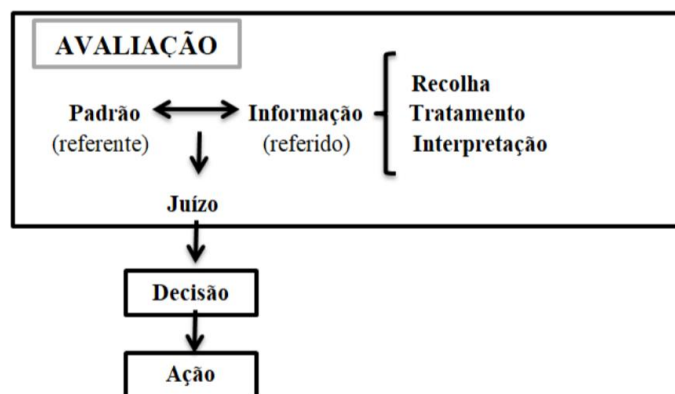 AVALIAÇÃO
Recolha
Padrão Informação Tratamento
(referente) (referido) Interpretação
Juízo
Decisão
Ação